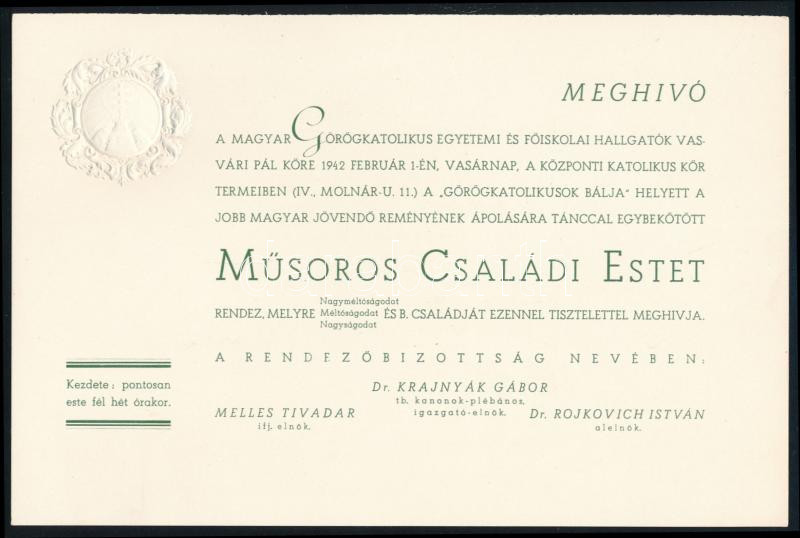 MEGHIVÓ
A MAGYAR GÖRÖGKATOLIKUS EGYETEMI ÉS FŐISKOLAI HALLGATÓK VAS-
VÁRI PÁL KÖRE 1942 FEBRUÁR 1-ÉN, VASÁRNAP, A KÖZPONTI KATOLIKUS KÖR
TERMEIBEN (IV., MOLNÁR-U. 11.) A „GÖRÖGKATOLIKUSOK BÁLJA" HELYETT A
JOBB MAGYAR JÖVENDŐ REMÉNYÉNEK ÁPOLÁSÁRA TÁNCCAL EGYBEKÖTÖTT
MŰSOROS CSALÁDI ESTET
Nagyméltóságodat
RENDEZ, MELYRE Méltóságodat ÉS B. CSALÁDJÁT EZENNEL TISZTELETTEL MEGHIVJA.
Nagyságodat
A RENDEZŐBIZOTTSÁG NEVÉBEN:
Kezdete: pontosan
este fél hét órakor.
Dr. KRAJNYÁK GÁBOR
tb. kanonok-plébános,
igazgató-elnök.
MELLES TIVADAR
ifj. elnök.
Dr. ROJKOVICH ISTVÁN
alelnök.